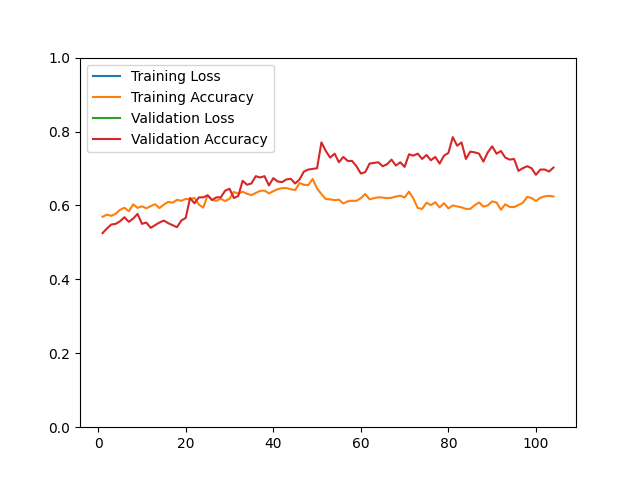 1.0
0.8
0.6
0.4
0.2
0.0
Training Loss
Training Accuracy
Validation Loss
Validation Accuracy
0 20 40 60 80 100